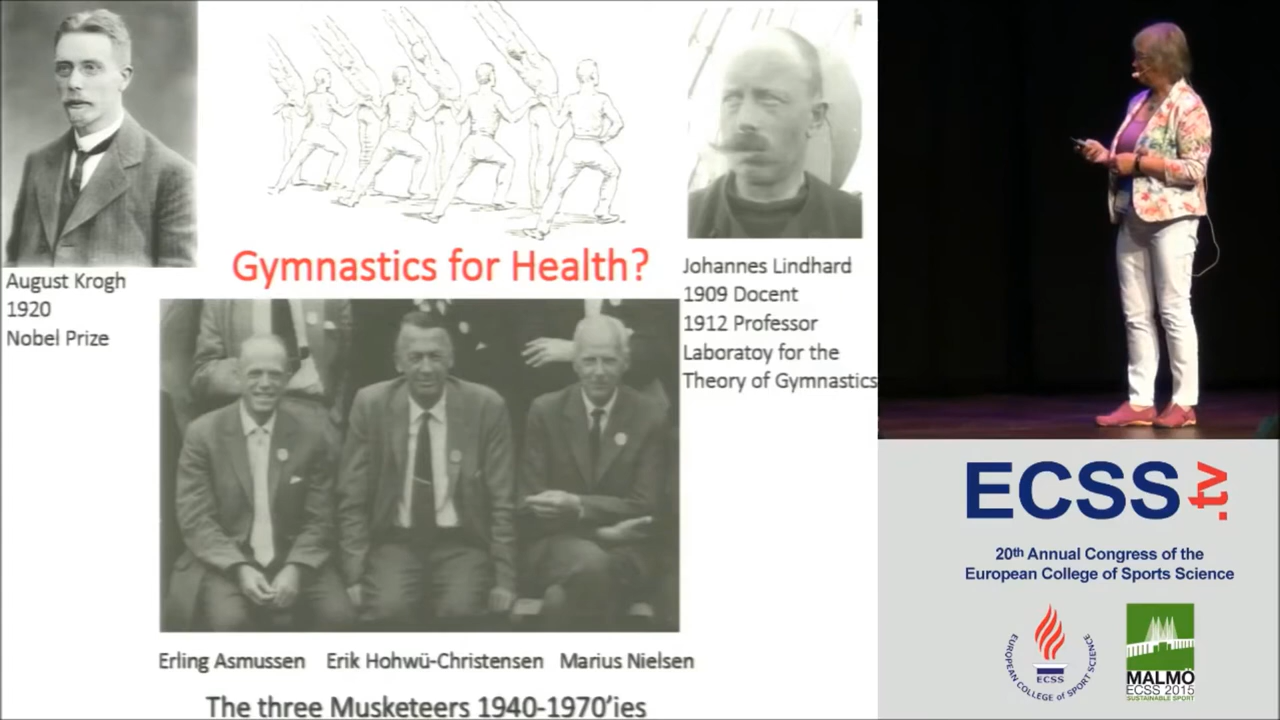 August Krogh
1920
Nobel Prize
Gymnastics for Health?
Johannes Lindhard
1909 Docent
1912 Professor
Laboratoy for the
Theory of Gymnastics
Erling Asmussen Erik Hohwü-Christensen Marius Nielsen
The three Musketeers 1940-1970'ies
ECSS.tv
20th Annual Congress of the
European College of Sports Science
EUROPEAN COLLEGE of SPORT SCIENCE
ECSS
MALMÖ
ECSS 2015
SUSTAINABLE SPORT